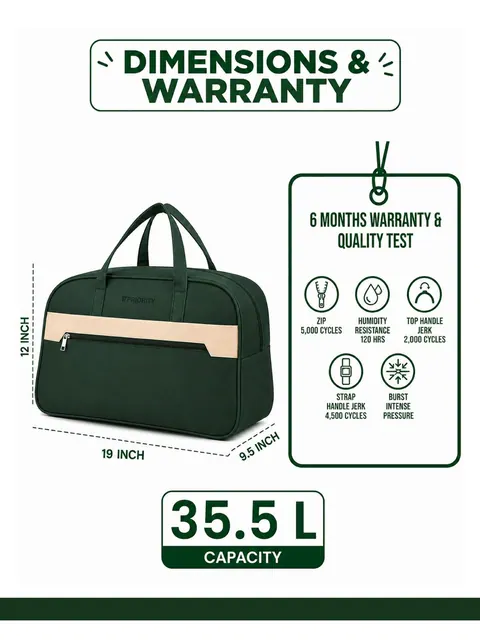 DIMENSIONS &
WARRANTY
6 MONTHS WARRANTY &
QUALITY TEST
ZIP
5,000 CYCLES
HUMIDITY
RESISTANCE
120 HRS
TOP HANDLE
JERK
2,000 CYCLES
STRAP
HANDLE JERK
4,500 CYCLES
BURST
INTENSE
PRESSURE
12 INCH
19 INCH
9.5 INCH
35.5 L
CAPACITY